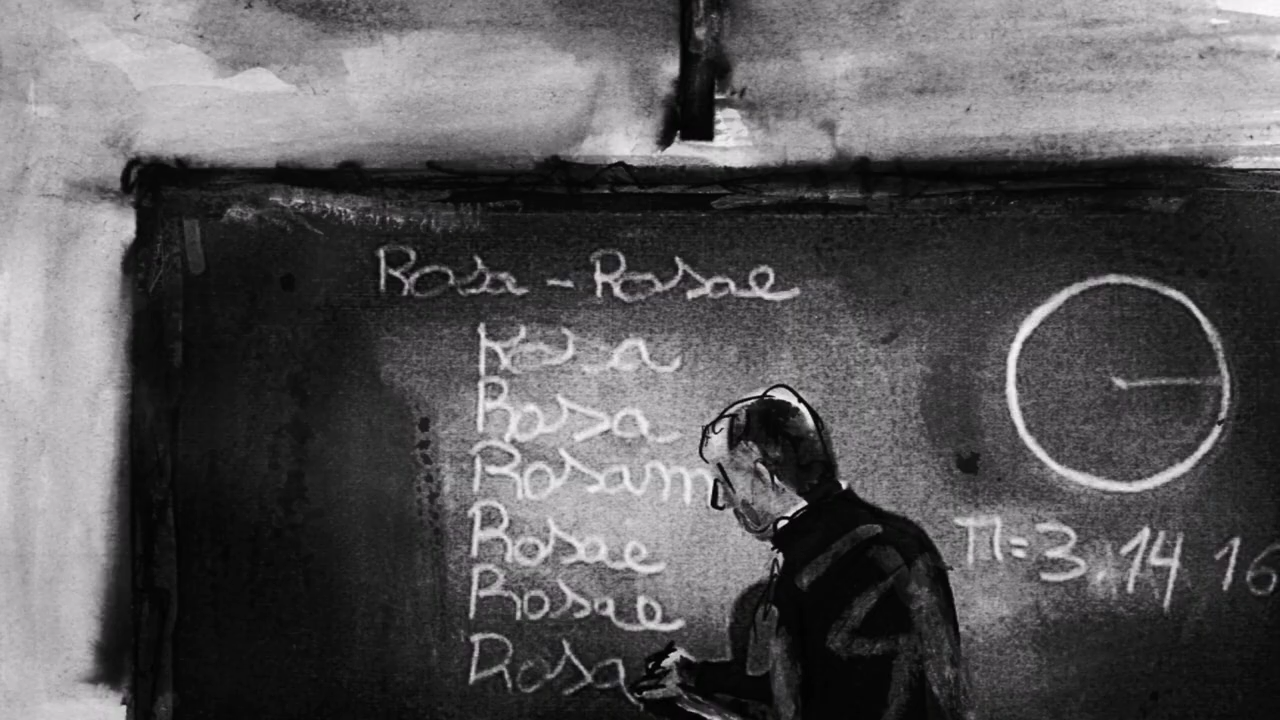 Rosa - Rosae
Rosa
Rosa
Rosam
Rosae
Rosae
Rosa
π=3,14 16